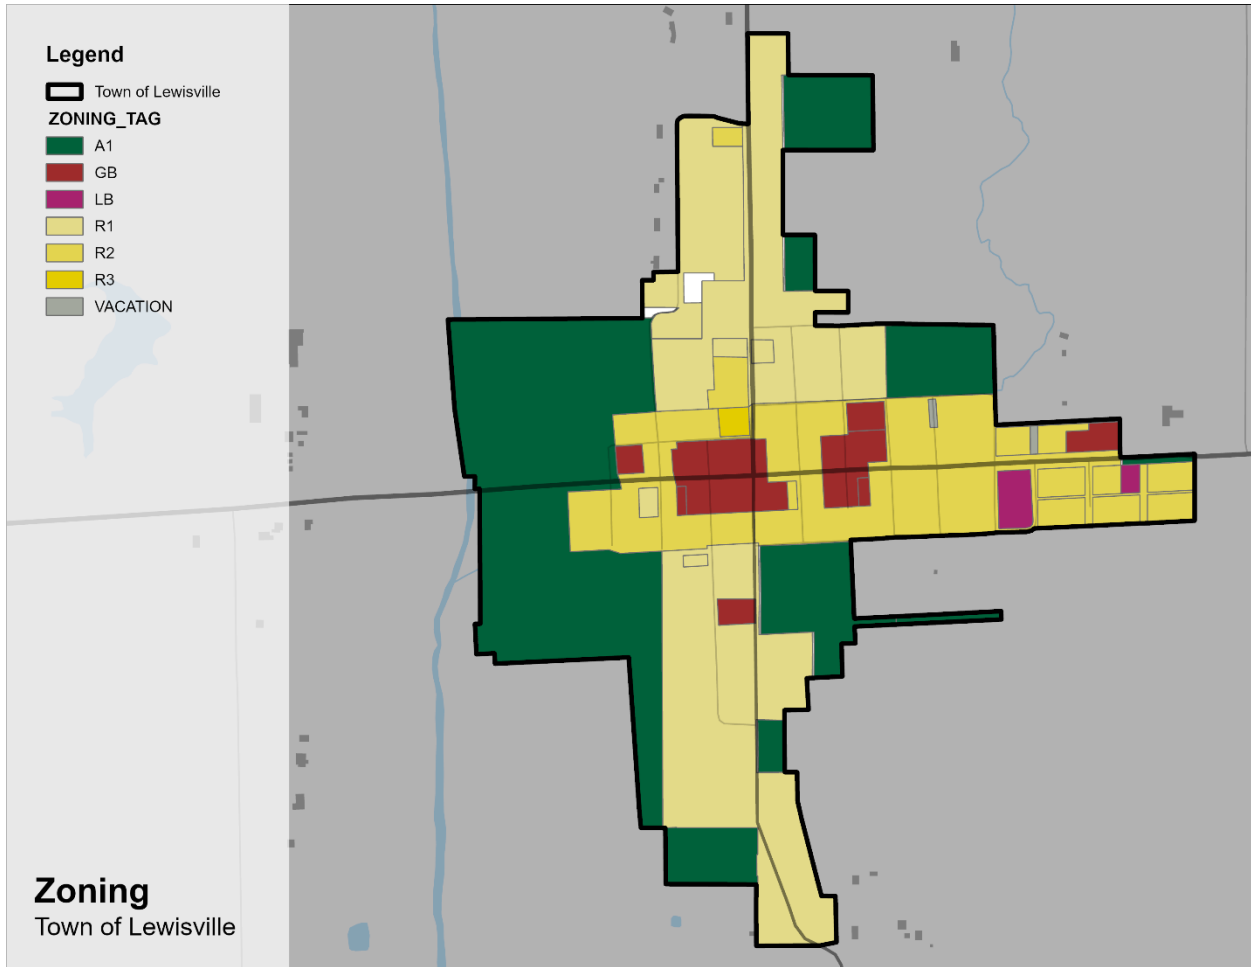 Legend
Town of Lewisville
ZONING_TAG
A1
GB
LB
R1
R2
R3
VACATION
Zoning
Town of Lewisville